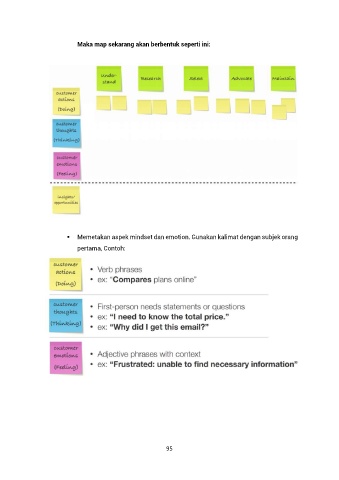 Maka map sekarang akan berbentuk seperti ini:
Under-
stand
Research
Select
Advocate
Maintain
customer
actions
(Doing)
customer
thoughts
(Thinking)
customer
emotions
(Feeling)
insights/
opportunities
• Memetakan aspek mindset dan emotion. Gunakan kalimat dengan subjek orang
pertama, Contoh:
customer
actions
(Doing)
• Verb phrases
• ex: “Compares plans online”
customer
thoughts
(Thinking)
• First-person needs statements or questions
• ex: “I need to know the total price.”
• ex: “Why did I get this email?”
customer
emotions
(Feeling)
• Adjective phrases with context
• ex: “Frustrated: unable to find necessary information”
95